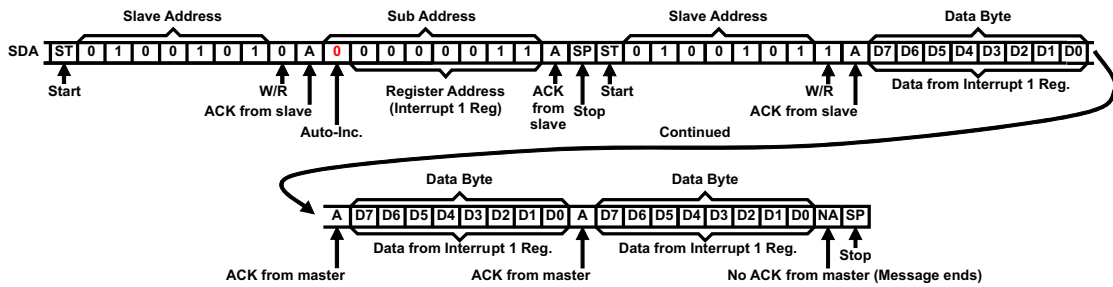 Slave Address Sub Address Slave Address Data Byte
SDA ST 0 1 0 0 1 0 1 0 A 0 0 0 0 0 0 0 1 1 A SP ST 0 1 0 0 1 0 1 1 A D7 D6 D5 D4 D3 D2 D1 D0
Start W/R Register Address ACK Start W/R Data from Interrupt 1 Reg.
ACK from slave (Interrupt 1 Reg) from Stop ACK from slave
Auto-Inc. slave
Continued
Data Byte Data Byte
A D7 D6 D5 D4 D3 D2 D1 D0 A D7 D6 D5 D4 D3 D2 D1 D0 NA SP
Data from Interrupt 1 Reg. Data from Interrupt 1 Reg. Stop
ACK from master ACK from master No ACK from master (Message ends)